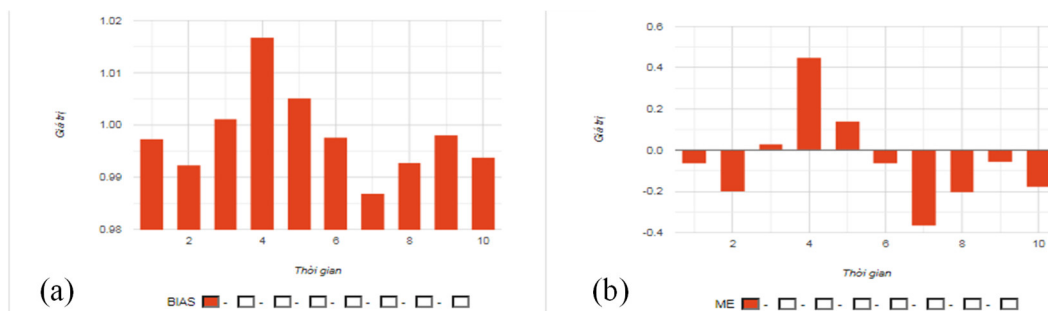 1.02
1.01
1.00
0.99
0.98
Giá trị
2 4 6 8 10
Thời gian
(a)
BIAS - - - - - - -
0.6
0.4
0.2
0.0
-0.2
-0.4
Giá trị
2 4 6 8 10
Thời gian
(b)
ME - - - - - - -